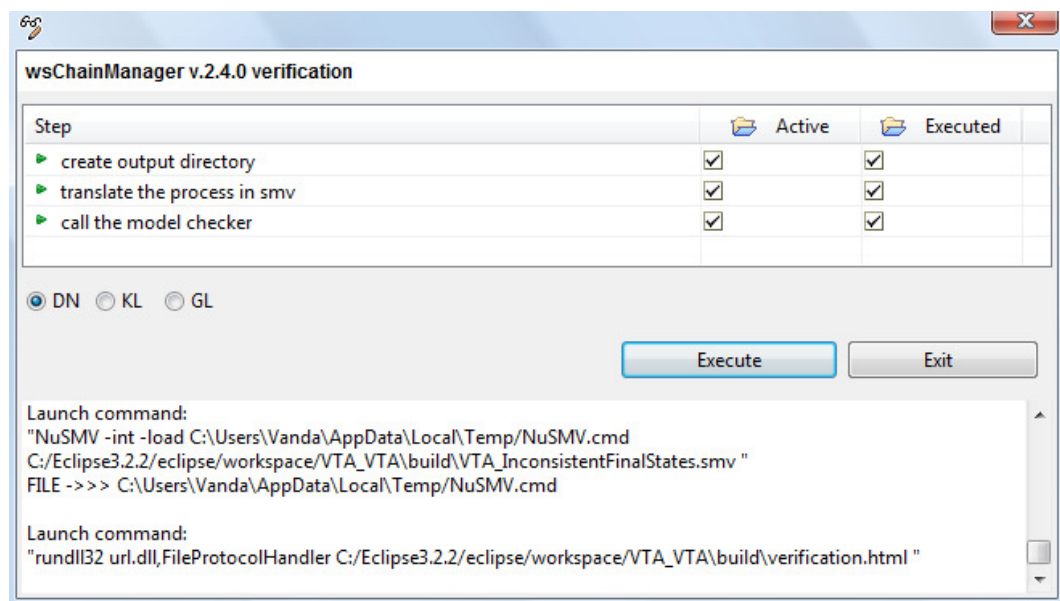 wsChainManager v.2.4.0 verification
Step Active Executed
create output directory
translate the process in smv
call the model checker
DN KL GL
Execute Exit
Launch command:
"NuSMV -int -load C:\Users\Vanda\AppData\Local\Temp/NuSMV.cmd
C:/Eclipse3.2.2/eclipse/workspace/VTA_VTA\build\VTA_InconsistentFinalStates.smv "
FILE ->>> C:\Users\Vanda\AppData\Local\Temp/NuSMV.cmd
Launch command:
"rundll32 url.dll,FileProtocolHandler C:/Eclipse3.2.2/eclipse/workspace/VTA_VTA\build\verification.html "